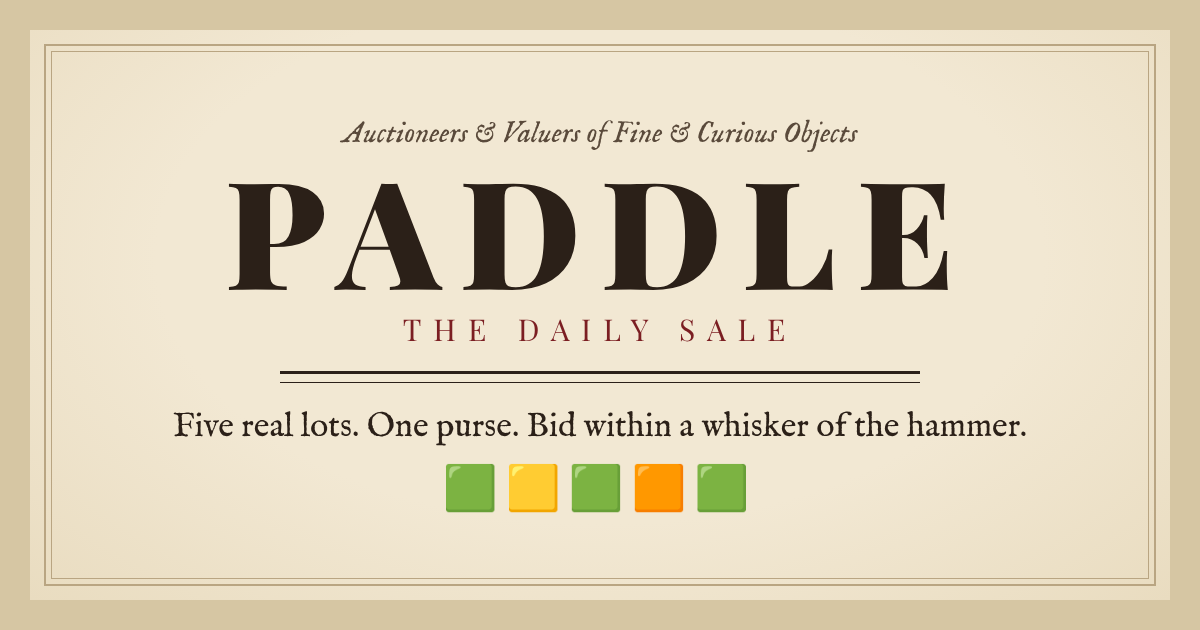 Auctioneers & Valuers of Fine & Curious Objects
PADDLE
THE DAILY SALE
Five real lots. One purse. Bid within a whisker of the hammer.